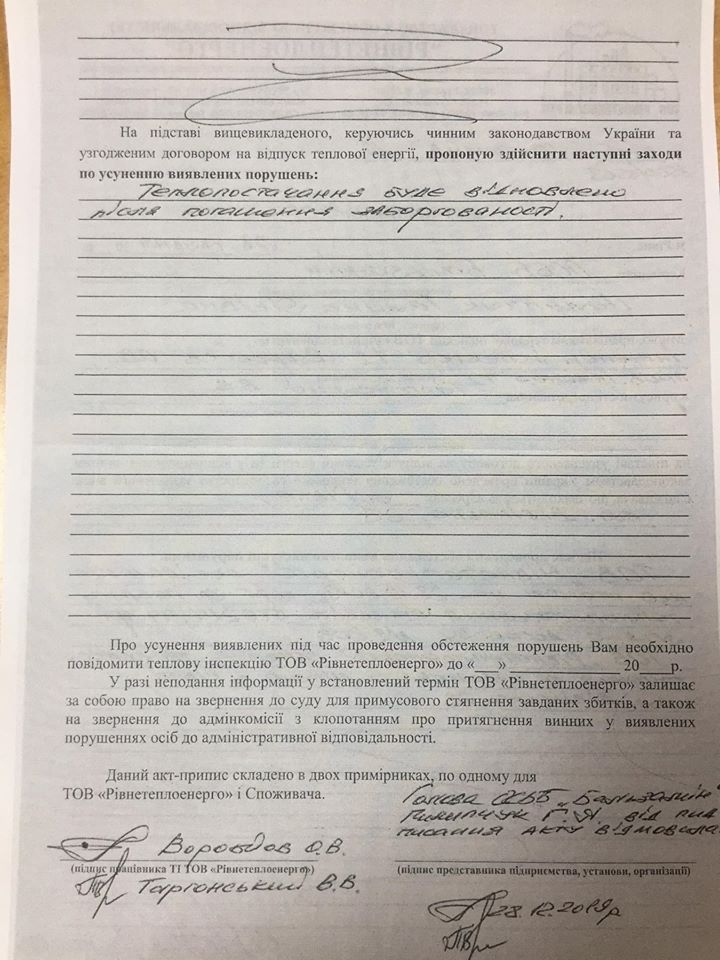 На підставі вищевикладеного, керуючись чинним законодавством України та
узгодженим договором на відпуск теплової енергії, пропоную здійснити наступні заходи
по усуненню виявлених порушень:
Теплопостачання буде відновлено
після погашення заборгованості.
Про усунення виявлених під час проведення обстеження порушень Вам необхідно
повідомити теплову інспекцію ТОВ «Рівнетеплоенерго» до «___» _______________ 20____р.
У разі неподання інформації у встановлений термін ТОВ «Рівнетеплоенерго» залишає
за собою право на звернення до суду для примусового стягнення завданих збитків, а також
на звернення до адмінкомісії з клопотанням про притягнення винних у виявлених
порушеннях осіб до адміністративної відповідальності.
Даний акт-припис складено в двох примірниках, по одному для
ТОВ «Рівнетеплоенерго» і Споживача.
Голова ОСББ
Г.Я. від під
писання акту відмовилась
О.В.
(підпис працівника ТІ ТОВ «Рівнетеплоенерго»)
(підпис представника підприємства, установи, організації)
Таргонський В.В.
28.12.2019р